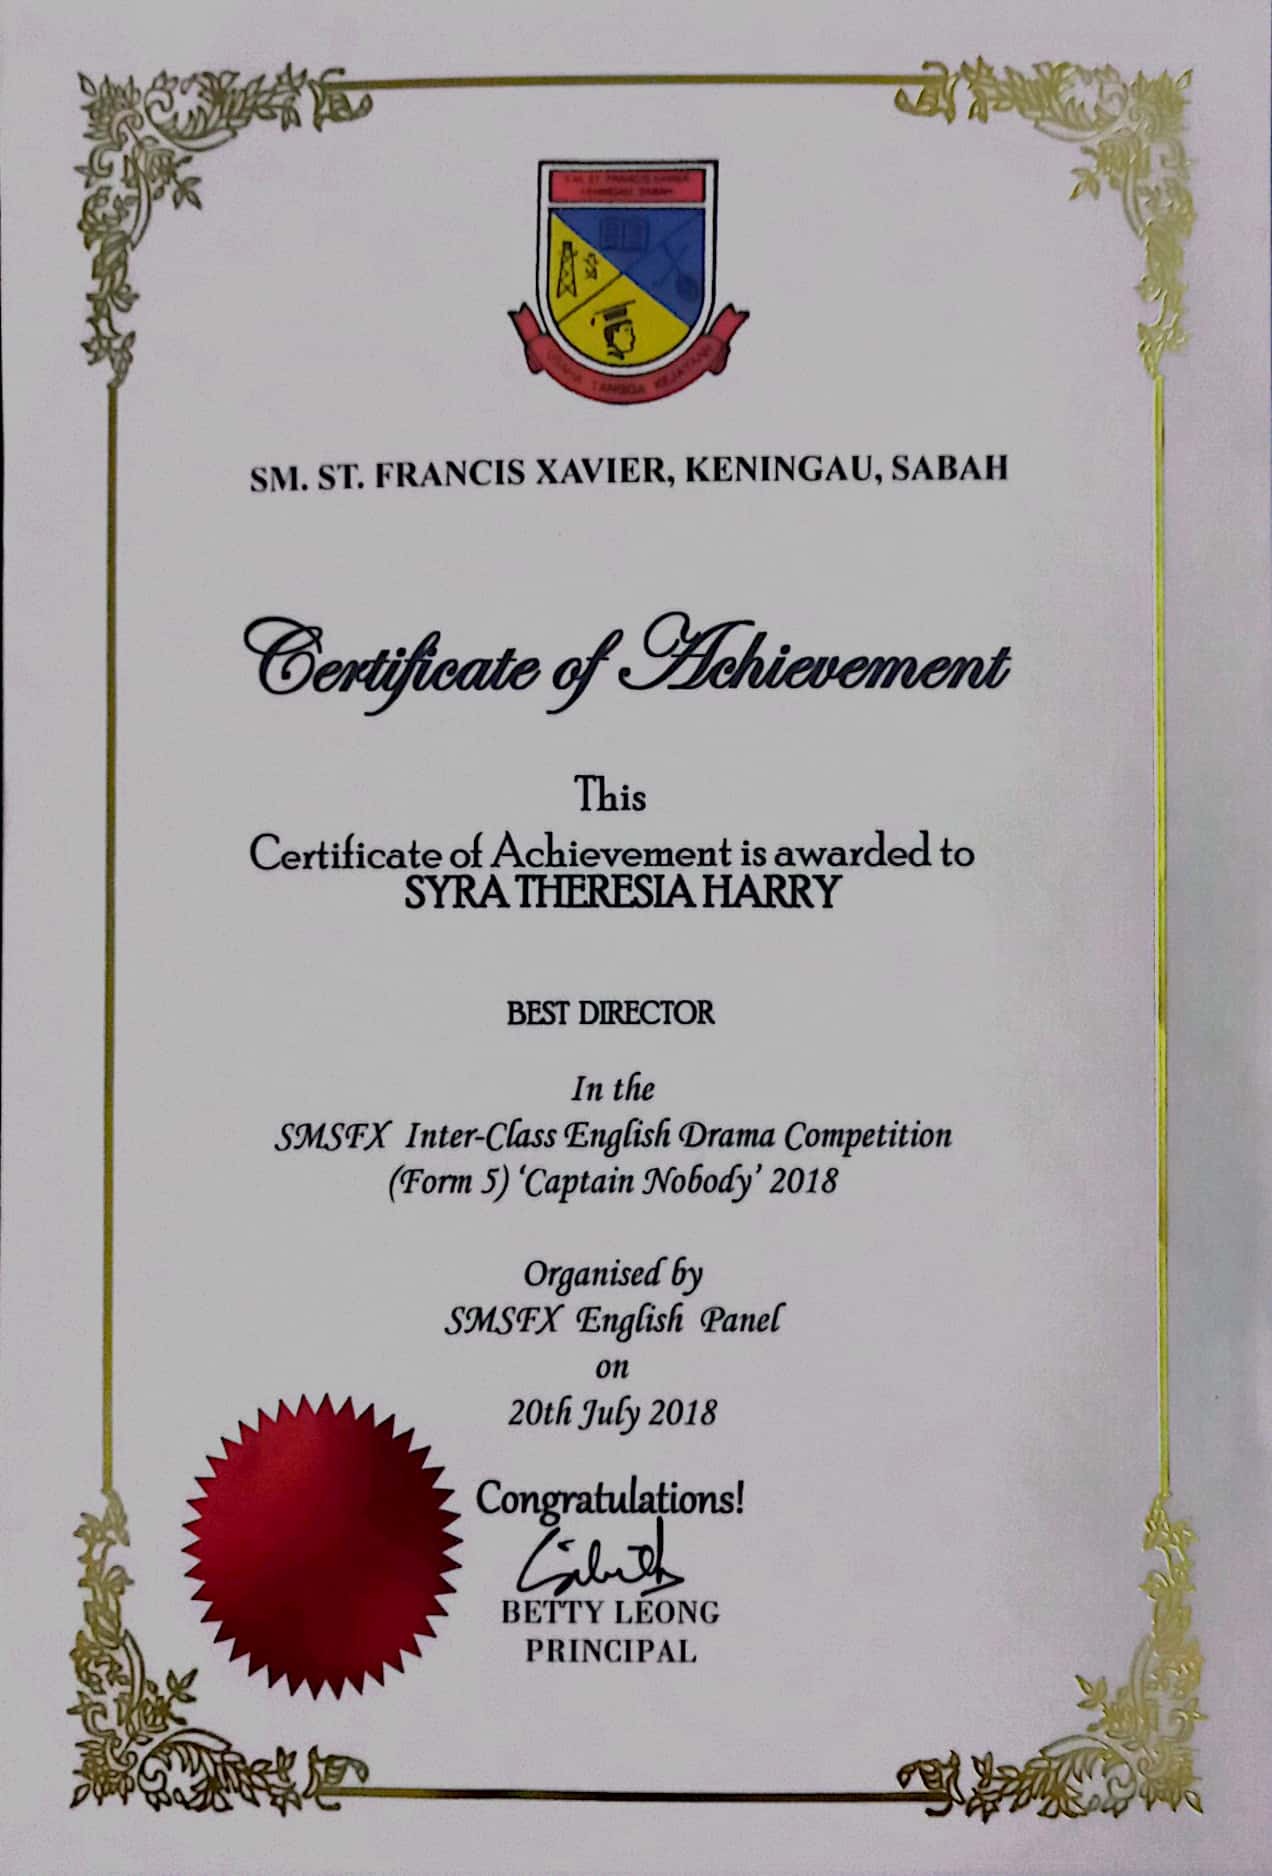 SM. ST. FRANCIS XAVIER
KENINGAU, SABAH
USAHA TANGGA KEJAYAAN
SM. ST. FRANCIS XAVIER, KENINGAU, SABAH
Certificate of Achievement
This
Certificate of Achievement is awarded to
SYRA THERESIA HARRY
BEST DIRECTOR
In the
SMSFX Inter-Class English Drama Competition
(Form 5) ‘Captain Nobody’ 2018
Organised by
SMSFX English Panel
on
20th July 2018
Congratulations!
BETTY LEONG
PRINCIPAL